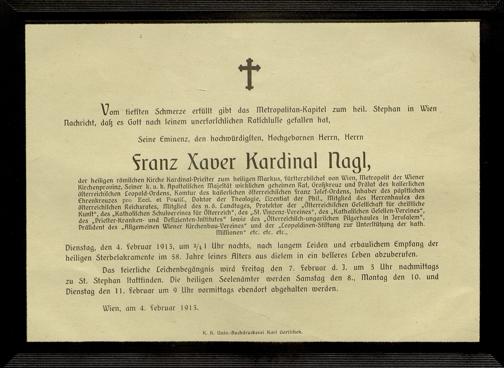 Vom tiefsten Schmerze erfüllt gibt das Metropolitan-Kapitel zum heil. Stephan in Wien
Nachricht, daß es Gott nach seinem unerforschlichen Ratschlusse gefallen hat,
Seine Eminenz, den hochwürdigsten, Hochgebornen Herrn, Herrn
Franz Xaver Kardinal Nagl,
der heiligen römischen Kirche Kardinal-Priester zum heiligen Markus, Fürsterzbischof von Wien, Metropolit der Wiener
Kirchenprovinz, Seiner k. u. k. Apostolischen Majestät wirklichen geheimen Rat, Großkreuz und Prälat des kaiserlichen
österreichischen Leopold-Ordens, Komtur des kaiserlichen österreichischen Franz Josef-Ordens, Inhaber des päpstlichen
Ehrenkreuzes pro Eccl. et Pontif., Doktor der Theologie, Lizentiat der Phil., Mitglied des Herrenhauses des
österreichischen Reichsrates, Mitglied des n.-ö. Landtages, Protektor der „Österreichischen Gesellschaft für christliche
Kunst", des „Katholischen Schulvereines für Österreich", des „St. Vinzenz-Vereines", des „Katholischen Gesellen-Vereines",
des „Priester-Kranken- und Defizienten-Institutes" sowie des „Österreichisch-ungarischen Pilgerhauses in Jerusalem",
Präsident des „Allgemeinen Wiener Kirchenbau-Vereines" und der „Leopoldinen-Stiftung zur Unterstützung der kath.
Missionen" etc. etc. etc.,
Dienstag, den 4. Februar 1913, um ¾1 Uhr nachts, nach langem Leiden und erbaulichem Empfang der
heiligen Sterbesakramente im 58. Jahre seines Alters aus diesem in ein besseres Leben abzuberufen.
Das feierliche Leichenbegängnis wird Freitag den 7. Februar d. J. um 3 Uhr nachmittags
zu St. Stephan stattfinden. Die heiligen Seelenämter werden Samstag den 8., Montag den 10. und
Dienstag den 11. Februar um 9 Uhr vormittags ebendort abgehalten werden.
Wien, am 4. Februar 1913.
K. K. Univ.-Buchdruckerei Karl Gerlischek.